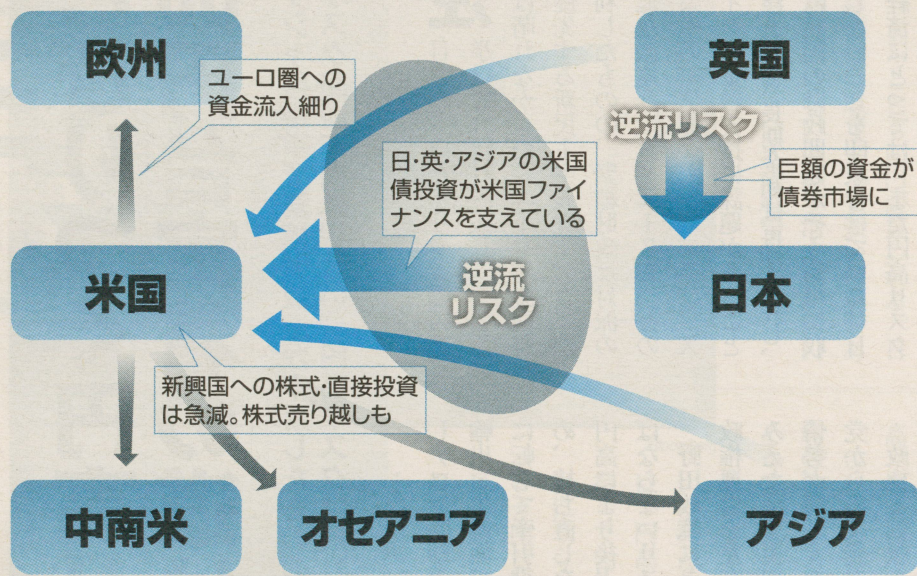 欧州
ユーロ圏への
資金流入細り
英国
逆流リスク
日・英・アジアの米国
債投資が米国ファイ
ナンスを支えている
巨額の資金が
債券市場に
米国
逆流
リスク
日本
新興国への株式・直接投資
は急減。株式売り越しも
中南米
オセアニア
アジア